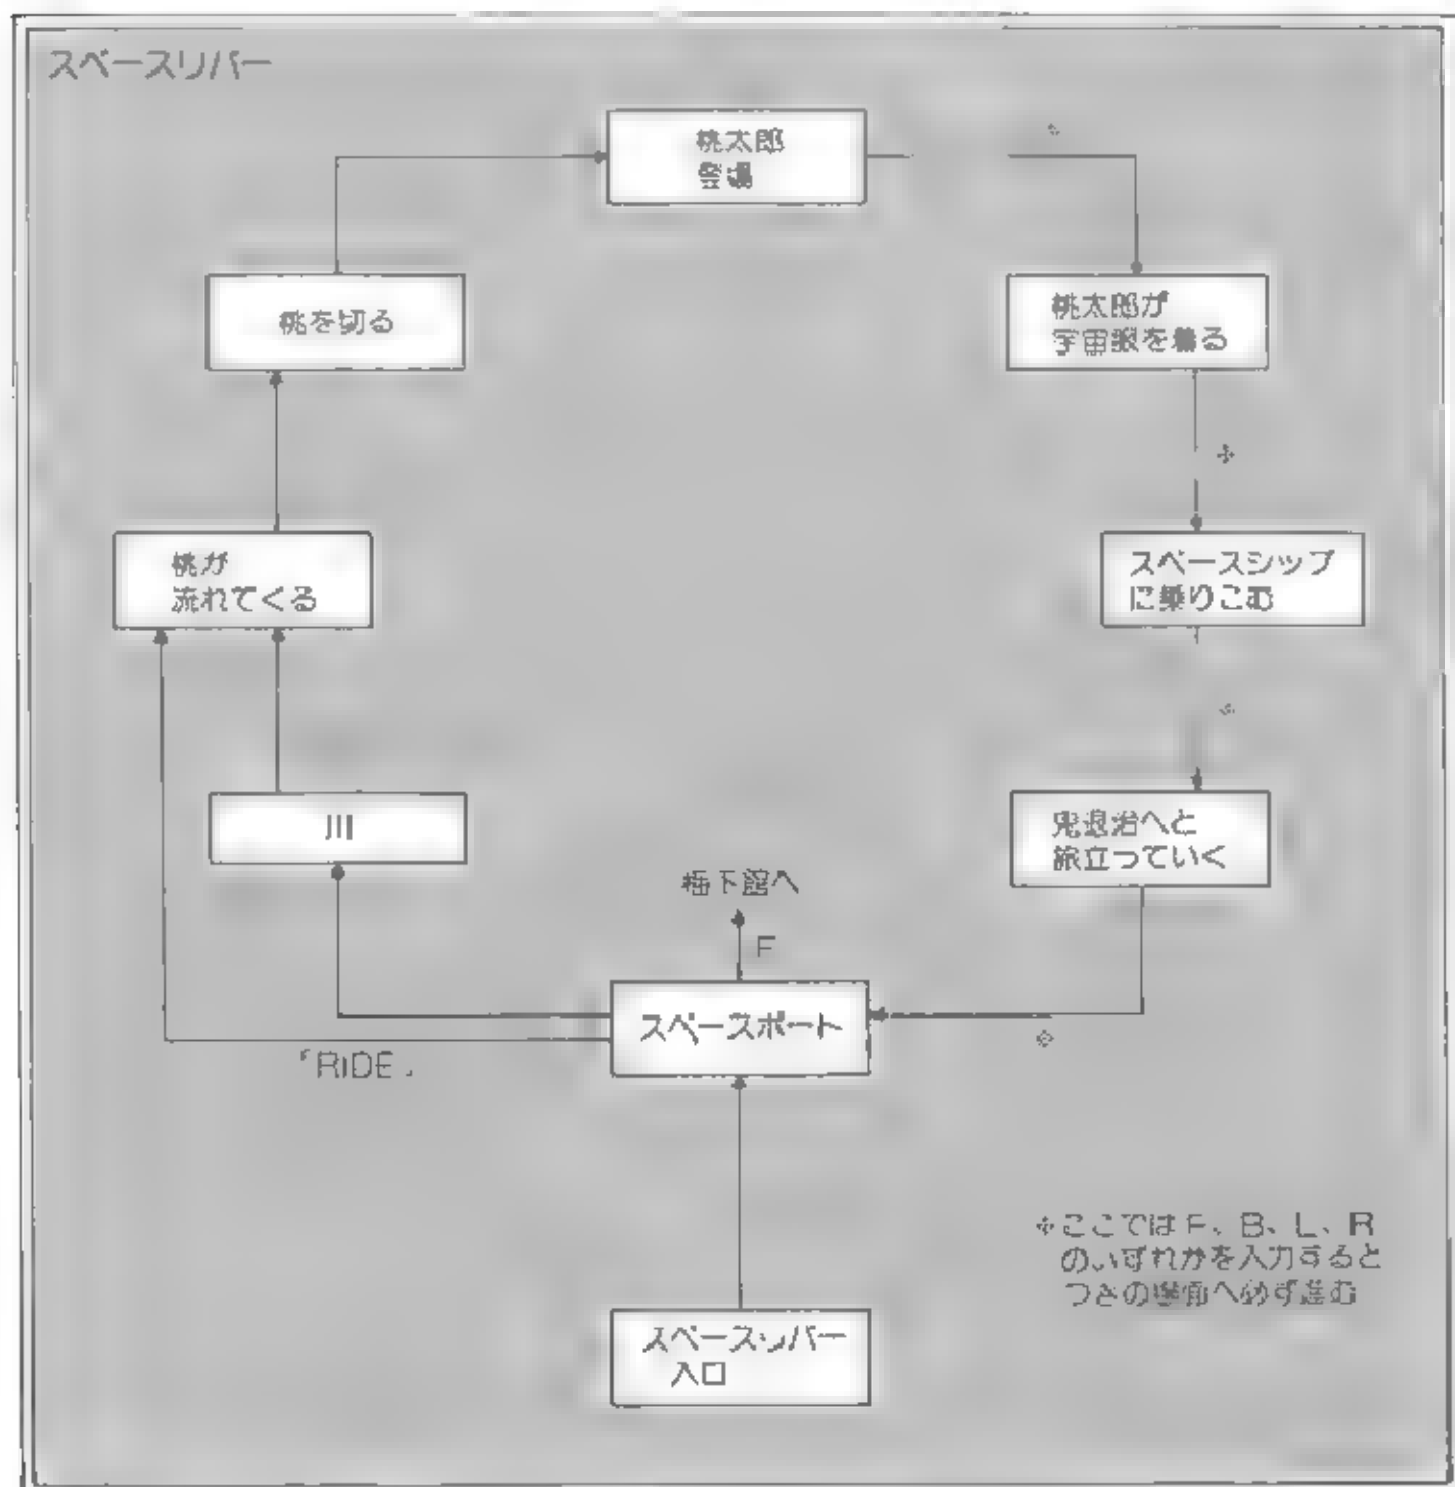 スペースリバー
桃太郎
登場
桃を切る
桃太郎が
宇宙服を着る
※
桃が
流れてくる
スペースシップ
に乗りこむ
※
川
鬼退治へと
旅立っていく
F
スペースポート
「RIDE」
※
※ここではF、B、L、R
のいずれかを入力すると
つぎの場面へ必ず進む
スペースリバー
入口